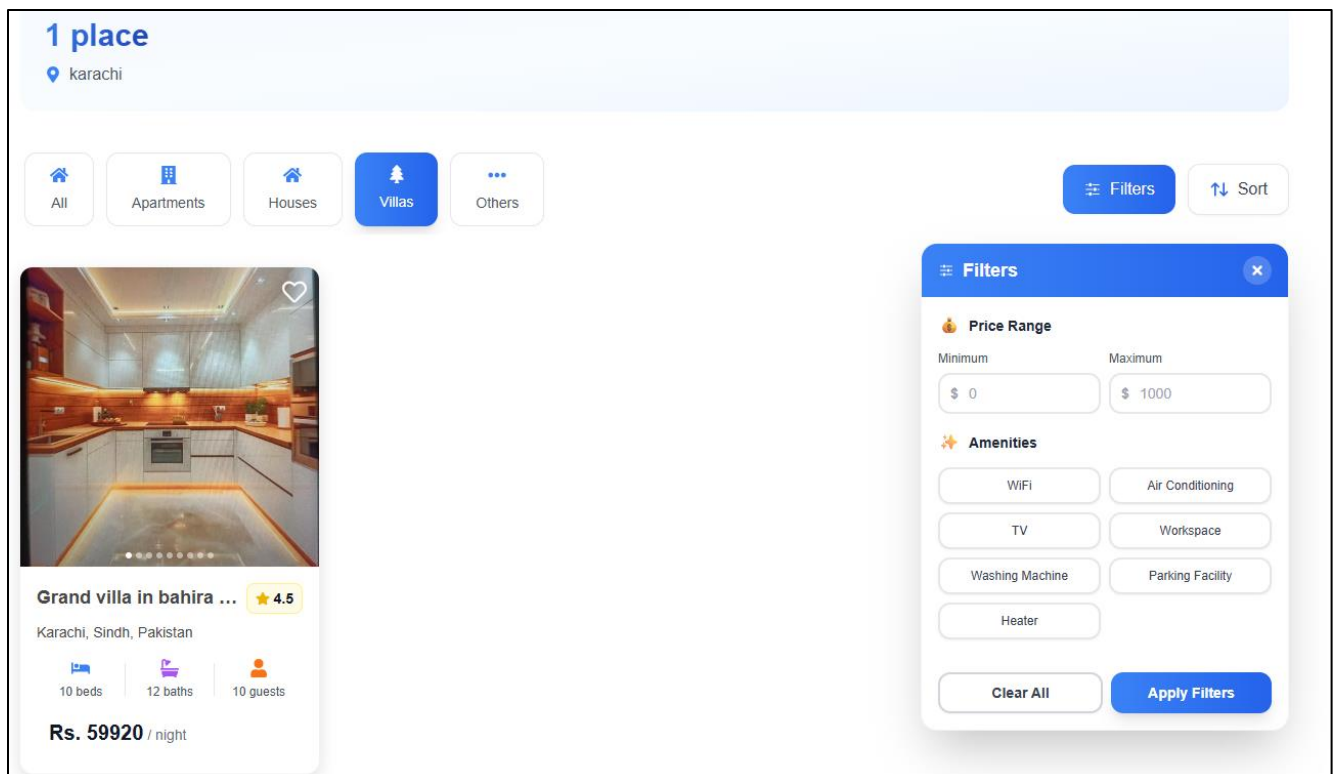 1 place
karachi
All
Apartments
Houses
Villas
Others
Filters
Sort
Filters
Price Range
Minimum
Maximum
$ 0
$ 1000
Amenities
WiFi
Air Conditioning
TV
Workspace
Washing Machine
Parking Facility
Heater
Clear All
Apply Filters
Grand villa in bahira ...
4.5
Karachi, Sindh, Pakistan
10 beds
12 baths
10 guests
Rs. 59920 / night